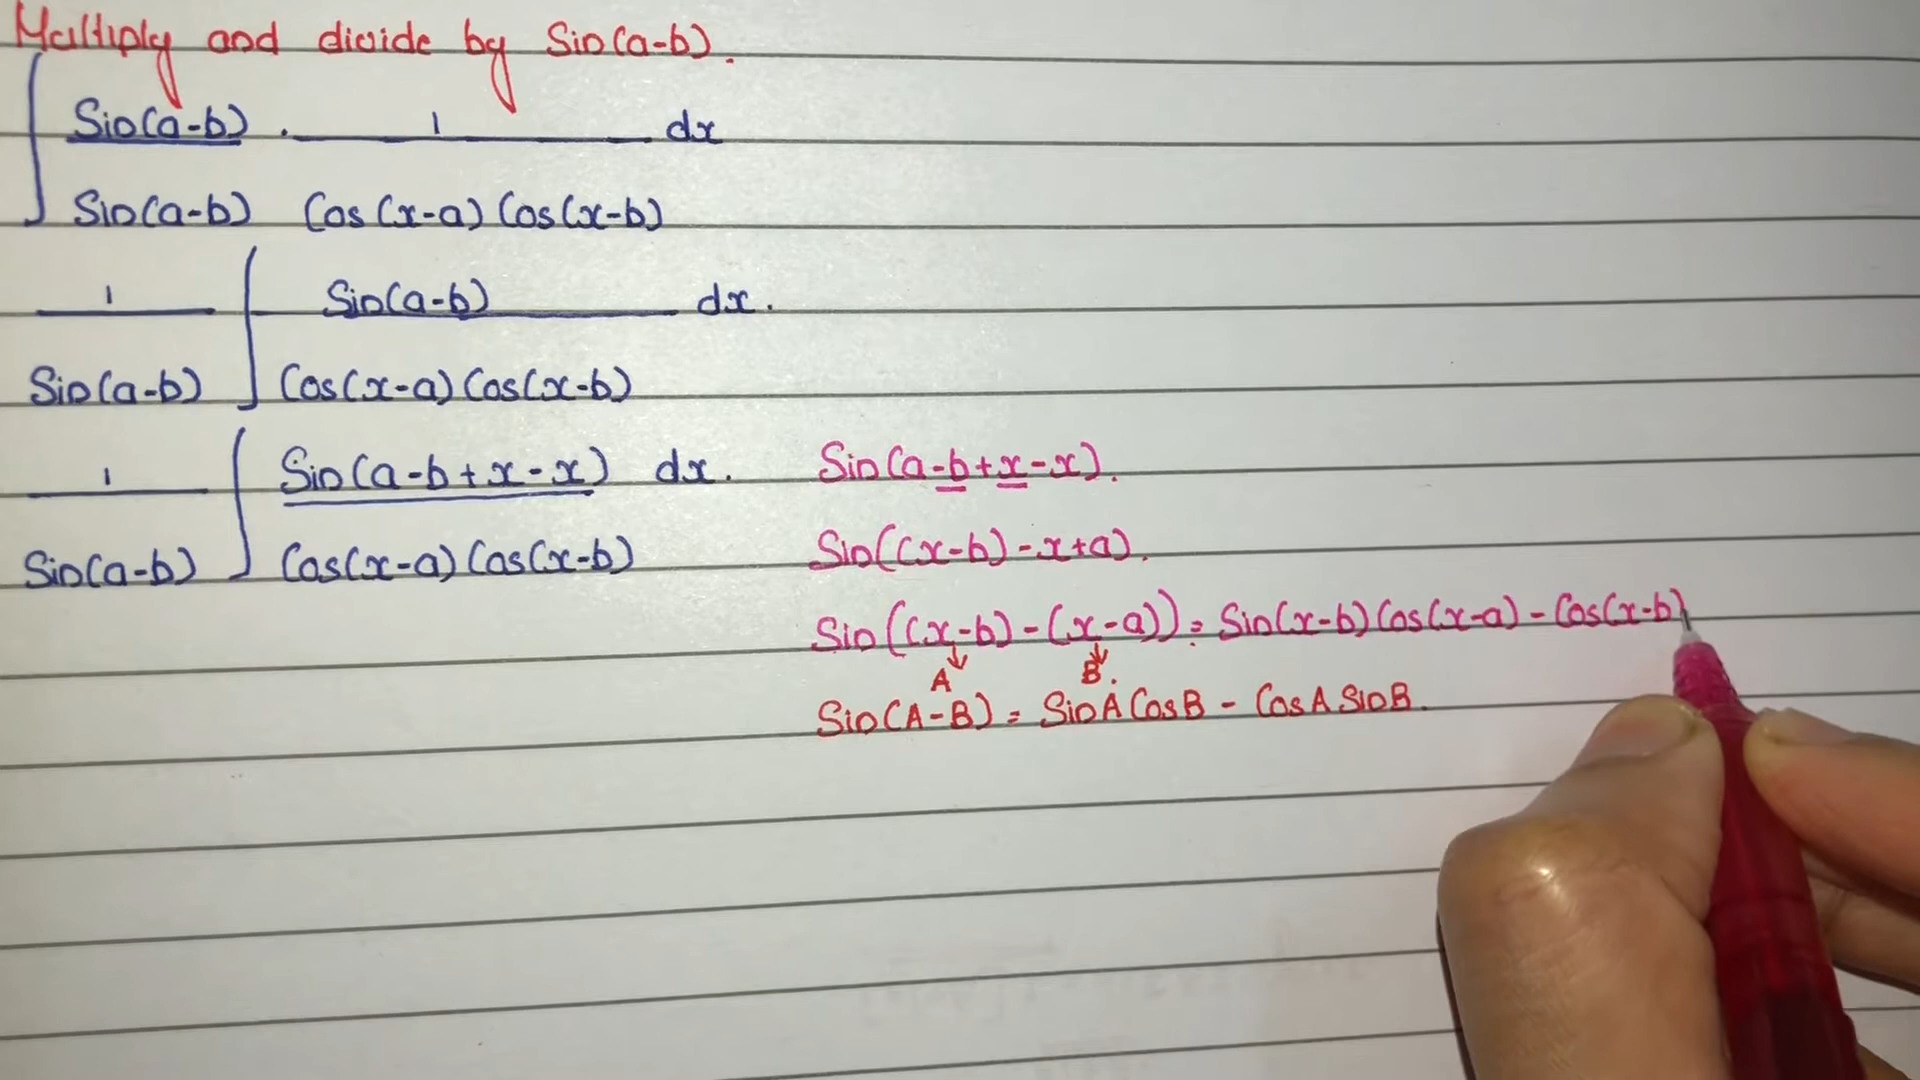 Multiply and divide by Sin(a-b).
Sin(a-b) . 1 dx
Sin(a-b) Cos(x-a) Cos(x-b)
1 Sin(a-b) dx.
Sin(a-b) Cos(x-a) Cos(x-b)
1 Sin(a-b+x-x) dx.
Sin(a-b) Cos(x-a) Cos(x-b)
Sin(a-b+x-x).
Sin((x-b)-x+a).
Sin((x-b)-(x-a)) = Sin(x-b) Cos(x-a) - Cos(x-b)
A B.
Sin(A-B) = SinA CosB - CosA SinB.